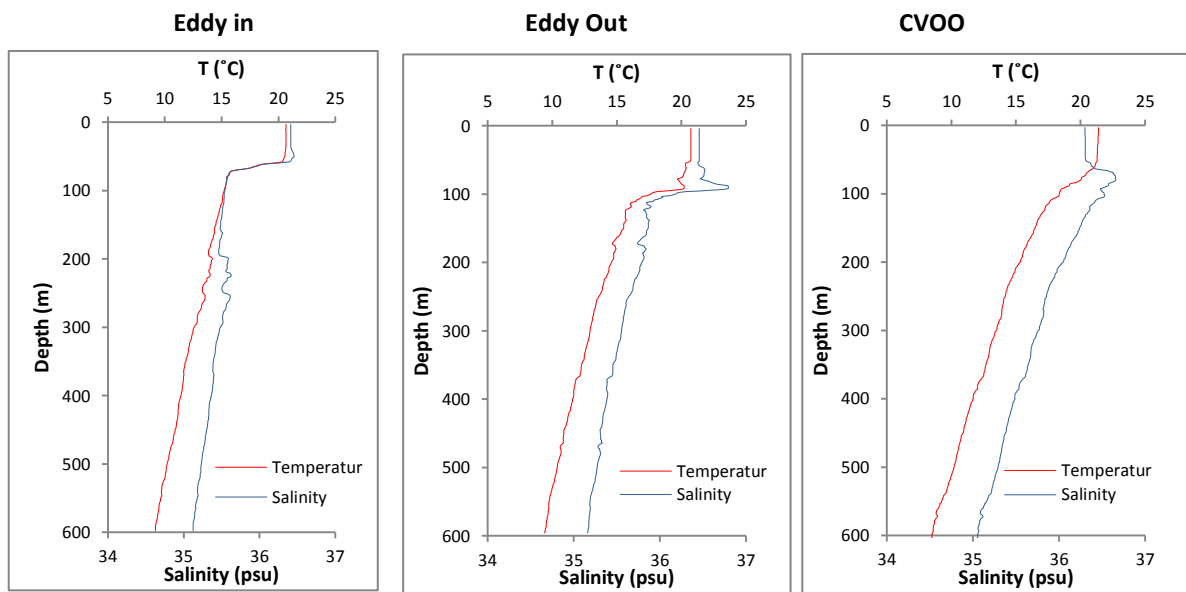 Eddy in
T (˚C)
5 10 15 20 25
0
100
200
300
400
500
600
Depth (m)
Temperatur
Salinity
34 35 36 37
Salinity (psu)
Eddy Out
T (˚C)
5 10 15 20 25
0
100
200
300
400
500
600
Depth (m)
Temperatur
Salinity
34 35 36 37
Salinity (psu)
CVOO
T (˚C)
5 10 15 20 25
0
100
200
300
400
500
600
Depth (m)
Temperatur
Salinity
34 35 36 37
Salinity (psu)